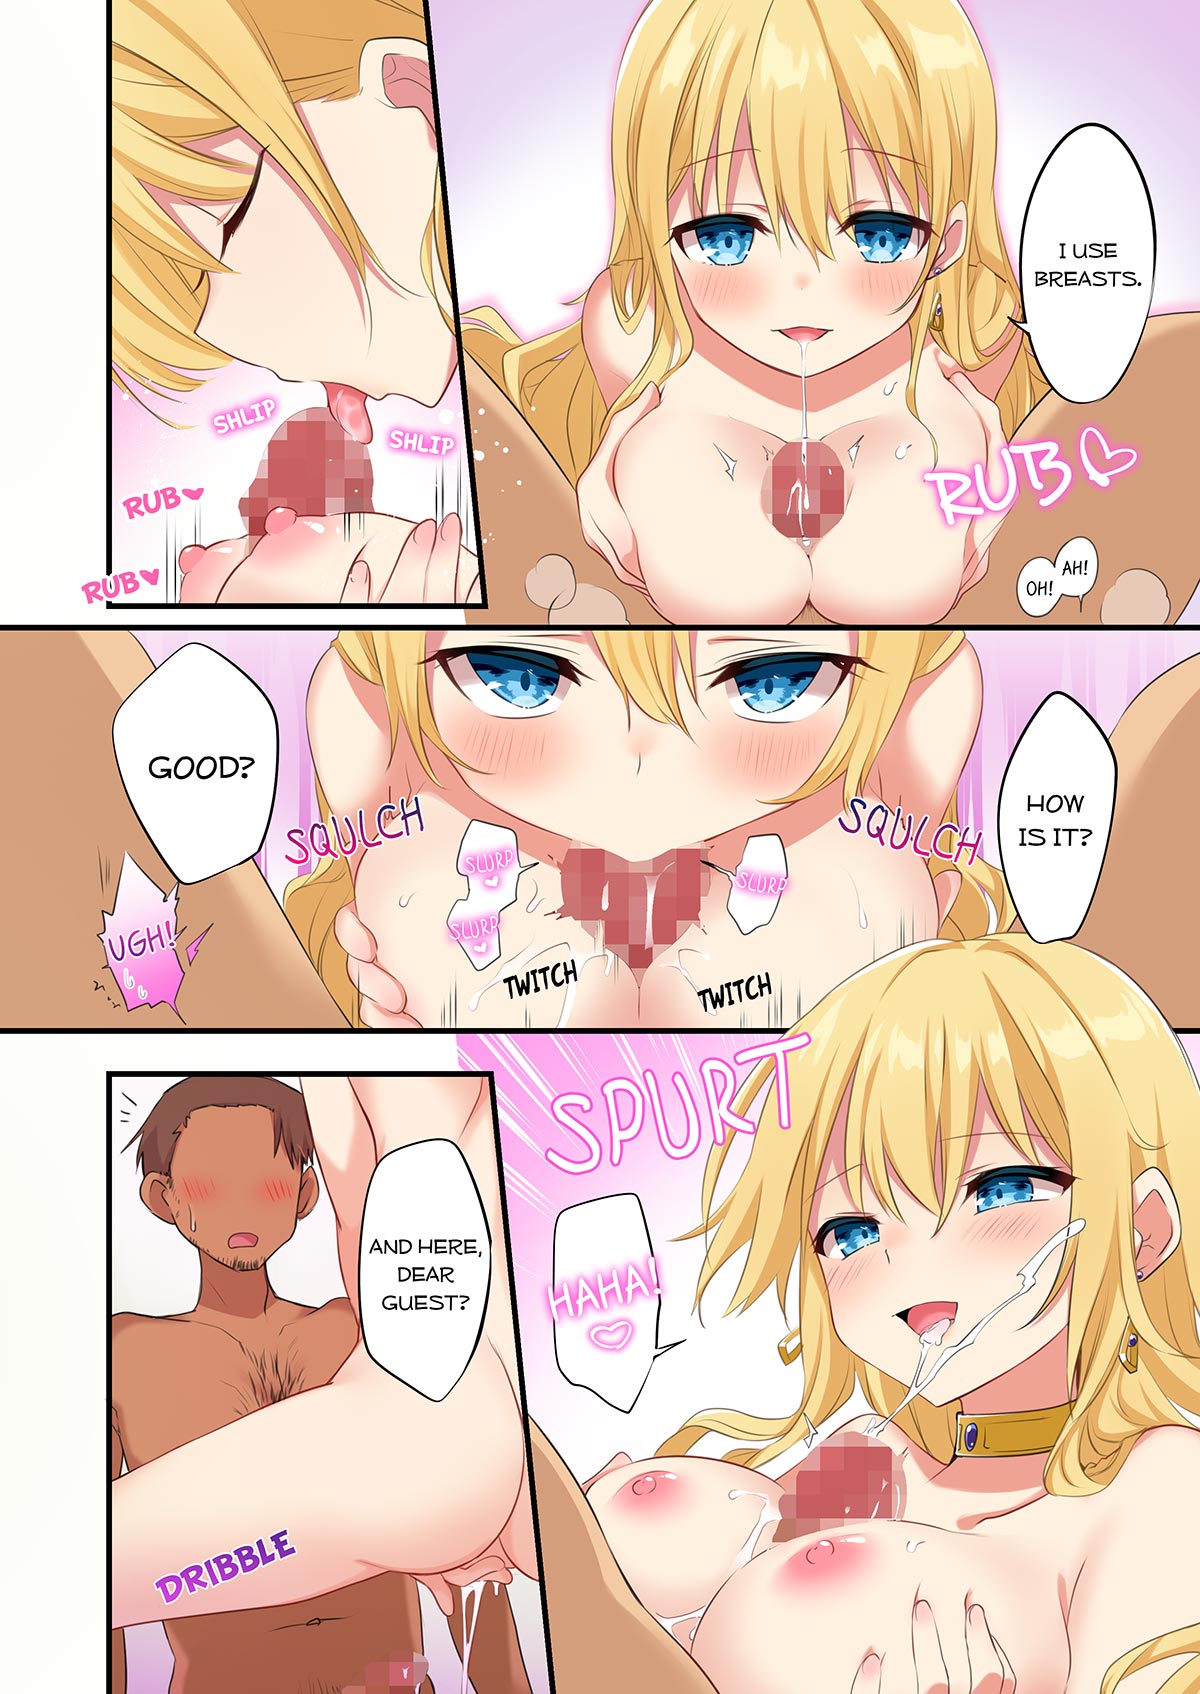 I USE
BREASTS.
RUB
OH!
AH!
SHLIP
SHLIP
RUB
RUB
HOW
IS IT?
GOOD?
SQULCH
SQULCH
SLURP
SLURP
SLURP
TWITCH
TWITCH
UGH!
SPURT
HAHA!
AND HERE,
DEAR
GUEST?
DRIBBLE